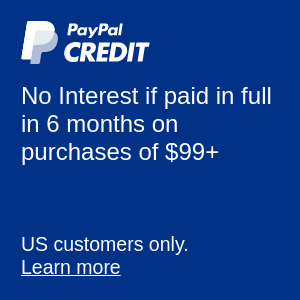 PayPal
CREDIT
No Interest if paid in full
in 6 months on
purchases of $99+
US customers only.
Learn more